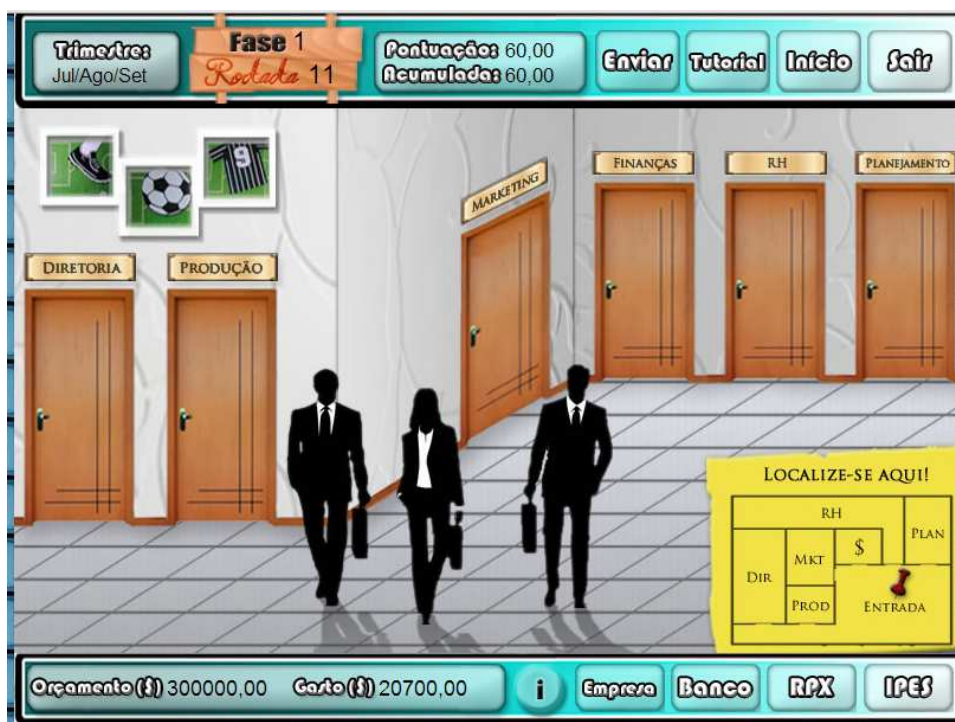 Trimestre:
Jul/Ago/Set
Fase 1
Rodada 11
Pontuação: 60,00
Acumulada: 60,00
Enviar
Tutorial
Início
Sair
9
Diretoria
Produção
Marketing
Finanças
RH
Planejamento
Localize-se aqui!
RH
Plan
$
Mkt
Dir
Prod
Entrada
Orçamento($) 300000,00
Gasto($) 20700,00
i
Empresa
Banco
RPX
IPES